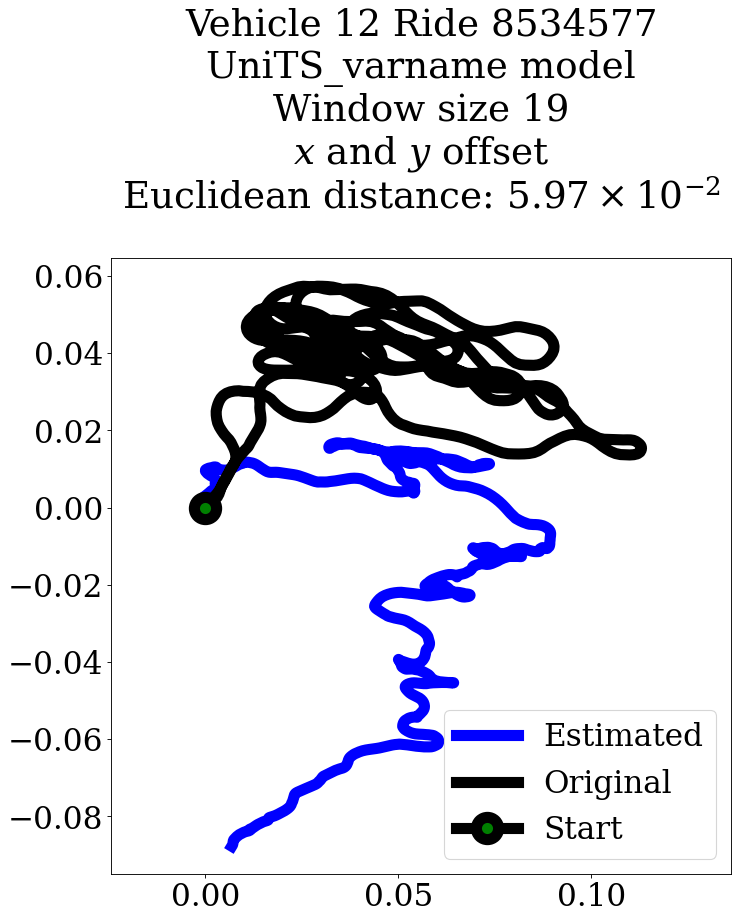 Vehicle 12 Ride 8534577
UniTS_varname model
Window size 19
x and y offset
Euclidean distance: 5.97 × 10⁻²
0.06
0.04
0.02
0.00
−0.02
−0.04
−0.06
−0.08
Estimated
Original
Start
0.00 0.05 0.10